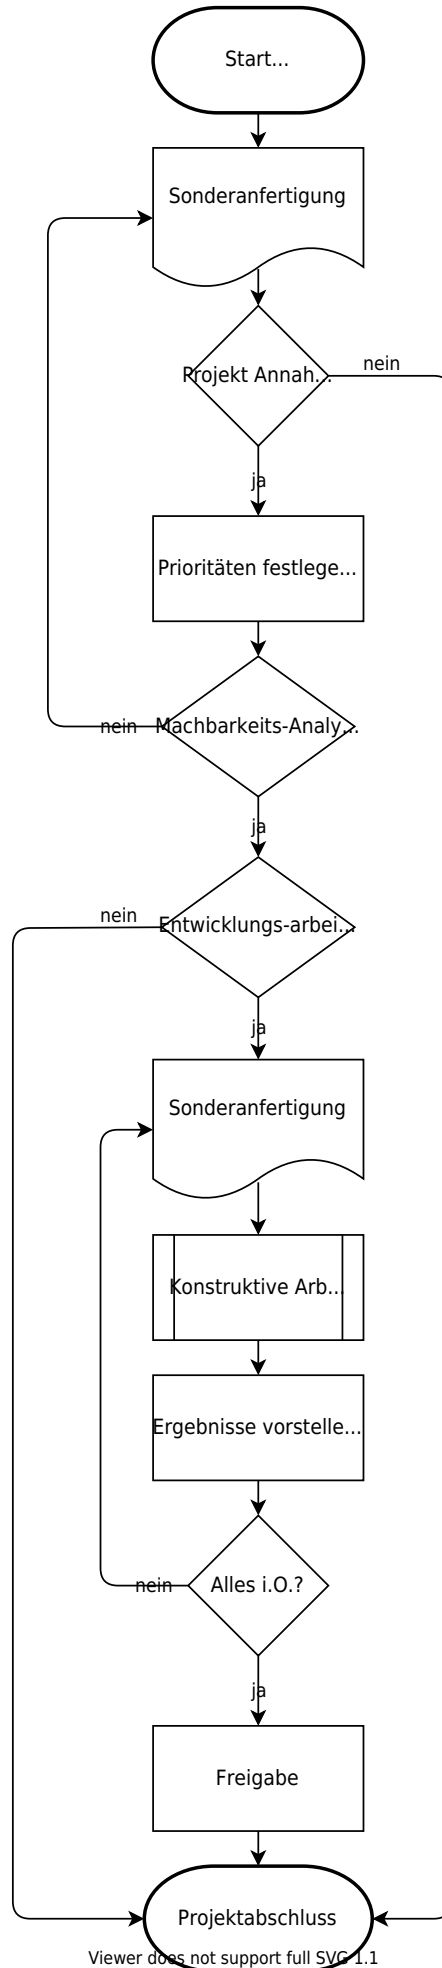 Start...
Sonderanfertigung
Projekt Annah...
nein
ja
Prioritäten festlege...
Machbarkeits-Analy...
nein
ja
Entwicklungs-arbei...
nein
ja
Sonderanfertigung
Konstruktive Arb...
Ergebnisse vorstelle...
Alles i.O.?
nein
ja
Freigabe
Projektabschluss
Viewer does not support full SVG 1.1